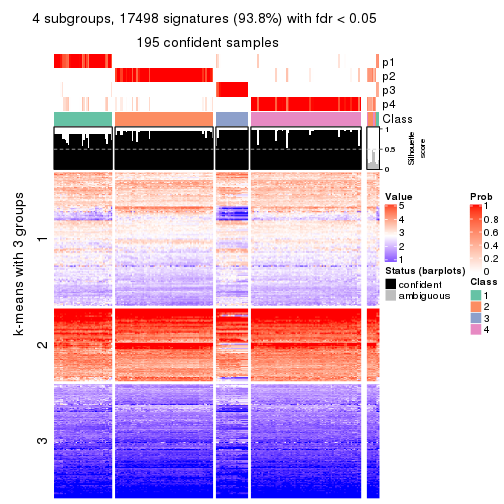 4 subgroups, 17498 signatures (93.8%) with fdr < 0.05
195 confident samples
p1
p2
p3
p4
Class
1
0.5
0
Silhouette
score
k-means with 3 groups
1
2
3
Value
5
4
3
2
1
Status (barplots)
confident
ambiguous
Prob
1
0.8
0.6
0.4
0.2
0
Class
1
2
3
4